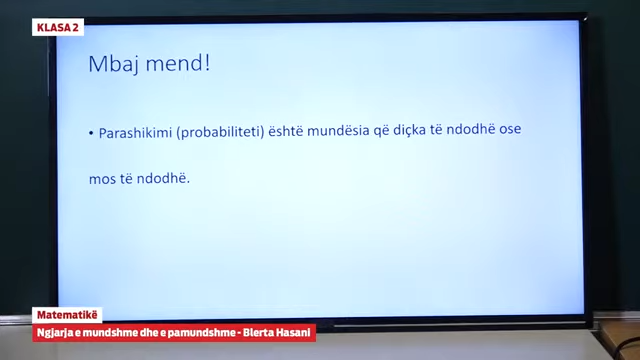 KLASA 2
Mbaj mend!
• Parashikimi (probabiliteti) është mundësia që diçka të ndodhë ose
mos të ndodhë.
Matematikë
Ngjarja e mundshme dhe e pamundshme - Blerta Hasani